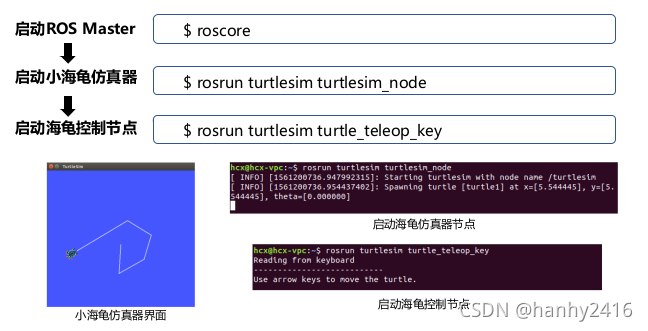 启动ROS Master
$ roscore
启动小海龟仿真器
$ rosrun turtlesim turtlesim_node
启动海龟控制节点
$ rosrun turtlesim turtle_teleop_key
TurtleSim
小海龟仿真器界面
hcx@hcx-vpc:~$ rosrun turtlesim turtlesim_node
[ INFO] [1561200736.947992315]: Starting turtlesim with node name /turtlesim
[ INFO] [1561200736.954437402]: Spawning turtle [turtle1] at x=[5.544445], y=[5.
544445], theta=[0.000000]
启动海龟仿真器节点
hcx@hcx-vpc:~$ rosrun turtlesim turtle_teleop_key
Reading from keyboard
---------------------------
Use arrow keys to move the turtle.
启动海龟控制节点
CSDN @hanhy2416